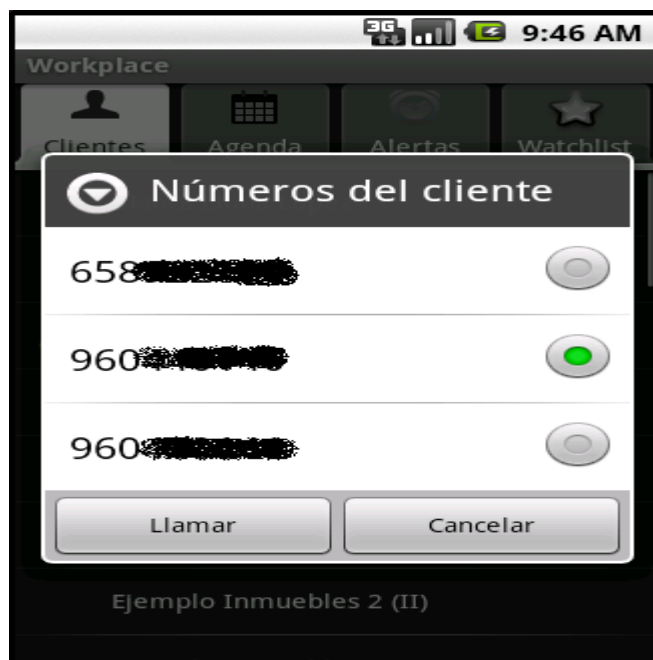 3G 9:46 AM
Workplace
Clientes Agenda Alertas Watchlist
Números del cliente
658
960
960
Llamar Cancelar
Ejemplo Inmuebles 2 (II)